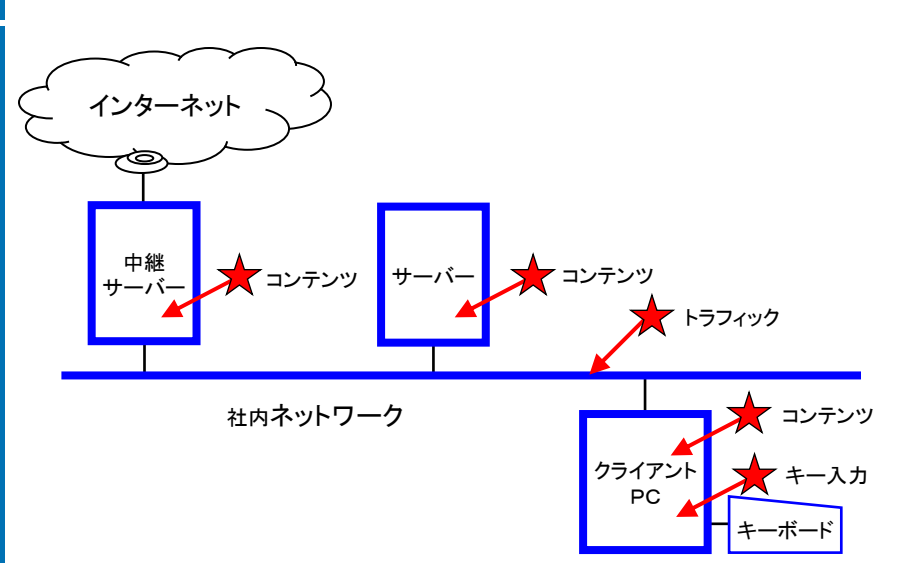 インターネット
中継
サーバー
コンテンツ
サーバー
コンテンツ
トラフィック
社内ネットワーク
コンテンツ
クライアント
PC
キー入力
キーボード